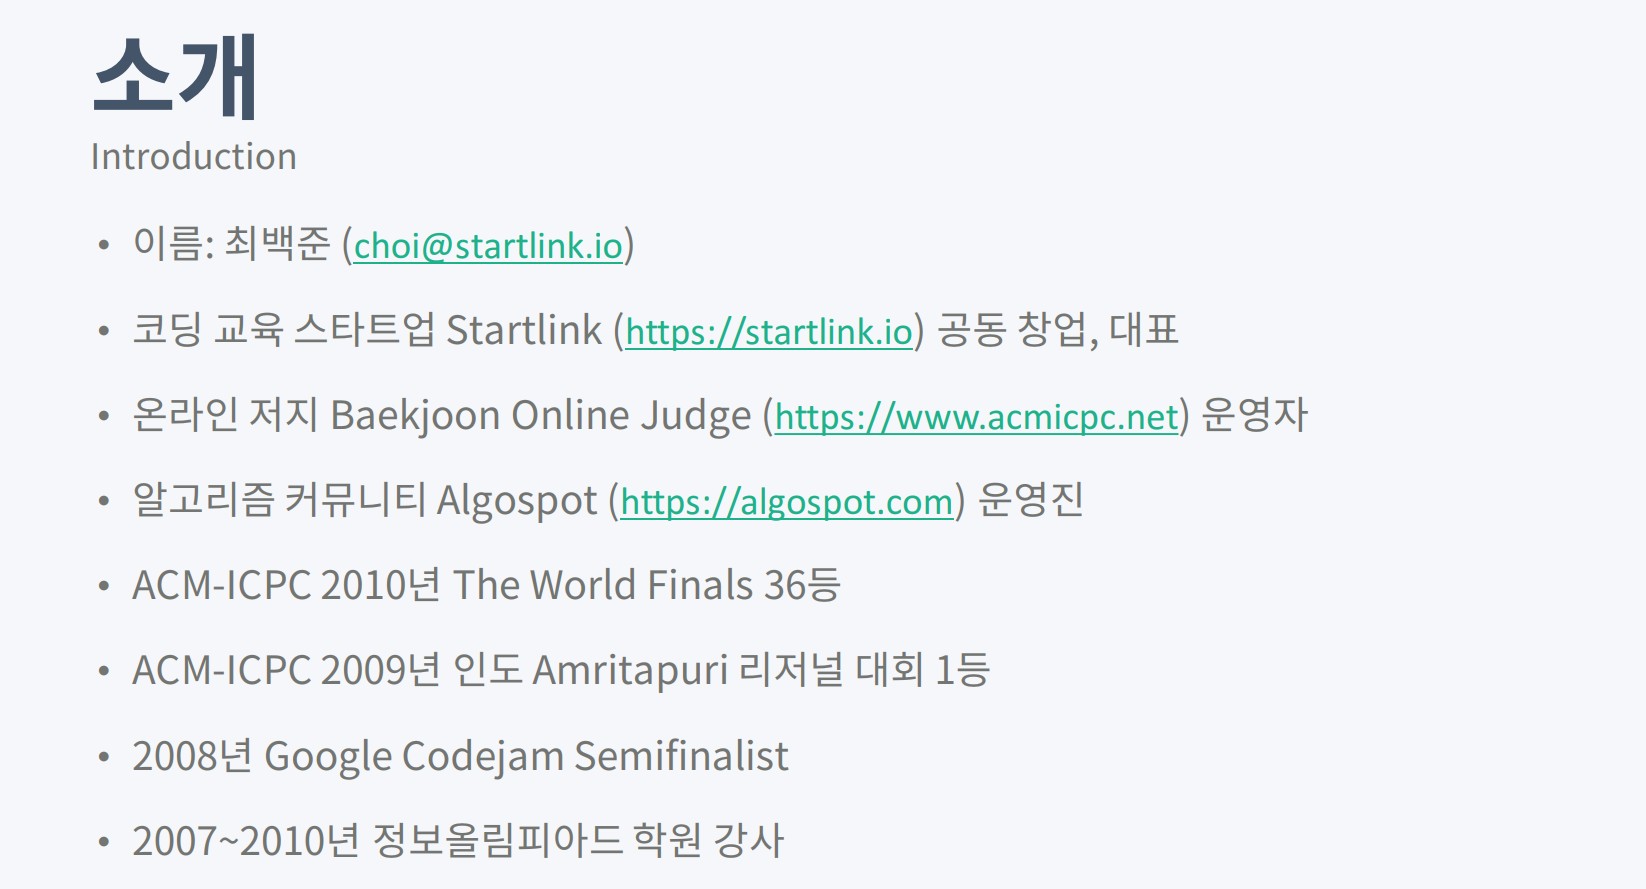 소개
Introduction
• 이름: 최백준 (choi@startlink.io)
• 코딩 교육 스타트업 Startlink (https://startlink.io) 공동 창업, 대표
• 온라인 저지 Baekjoon Online Judge (https://www.acmicpc.net) 운영자
• 알고리즘 커뮤니티 Algospot (https://algospot.com) 운영진
• ACM-ICPC 2010년 The World Finals 36등
• ACM-ICPC 2009년 인도 Amritapuri 리저널 대회 1등
• 2008년 Google Codejam Semifinalist
• 2007~2010년 정보올림피아드 학원 강사